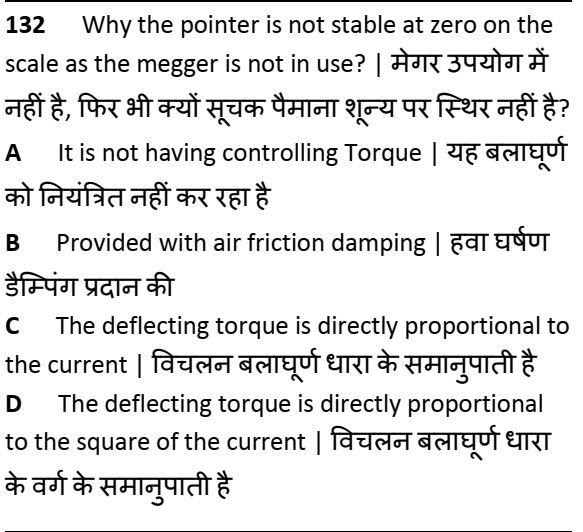 132 Why the pointer is not stable at zero on the
scale as the megger is not in use? | मेगर उपयोग में
नहीं है, फिर भी क्यों सूचक पैमाना शून्य पर स्थिर नहीं है?
A It is not having controlling Torque | यह बलाघूर्ण
को नियंत्रित नहीं कर रहा है
B Provided with air friction damping | हवा घर्षण
डैम्पिंग प्रदान की
C The deflecting torque is directly proportional to
the current | विचलन बलाघूर्ण धारा के समानुपाती है
D The deflecting torque is directly proportional
to the square of the current | विचलन बलाघूर्ण धारा
के वर्ग के समानुपाती है